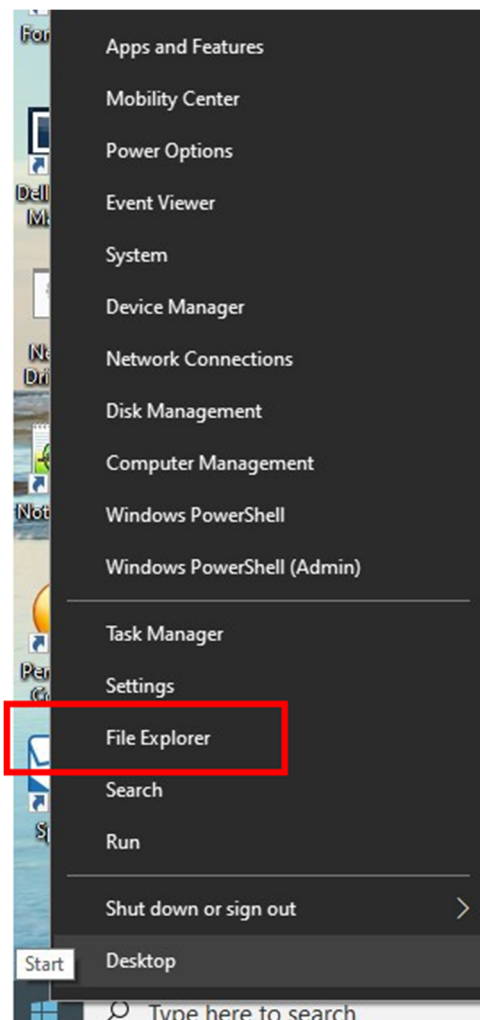 For
Apps and Features
Mobility Center
Power Options
Dell
Event Viewer
System
Device Manager
Network Connections
Disk Management
Computer Management
Windows PowerShell
Windows PowerShell (Admin)
Task Manager
Settings
File Explorer
Search
Run
Shut down or sign out
Start
Desktop
Type here to search